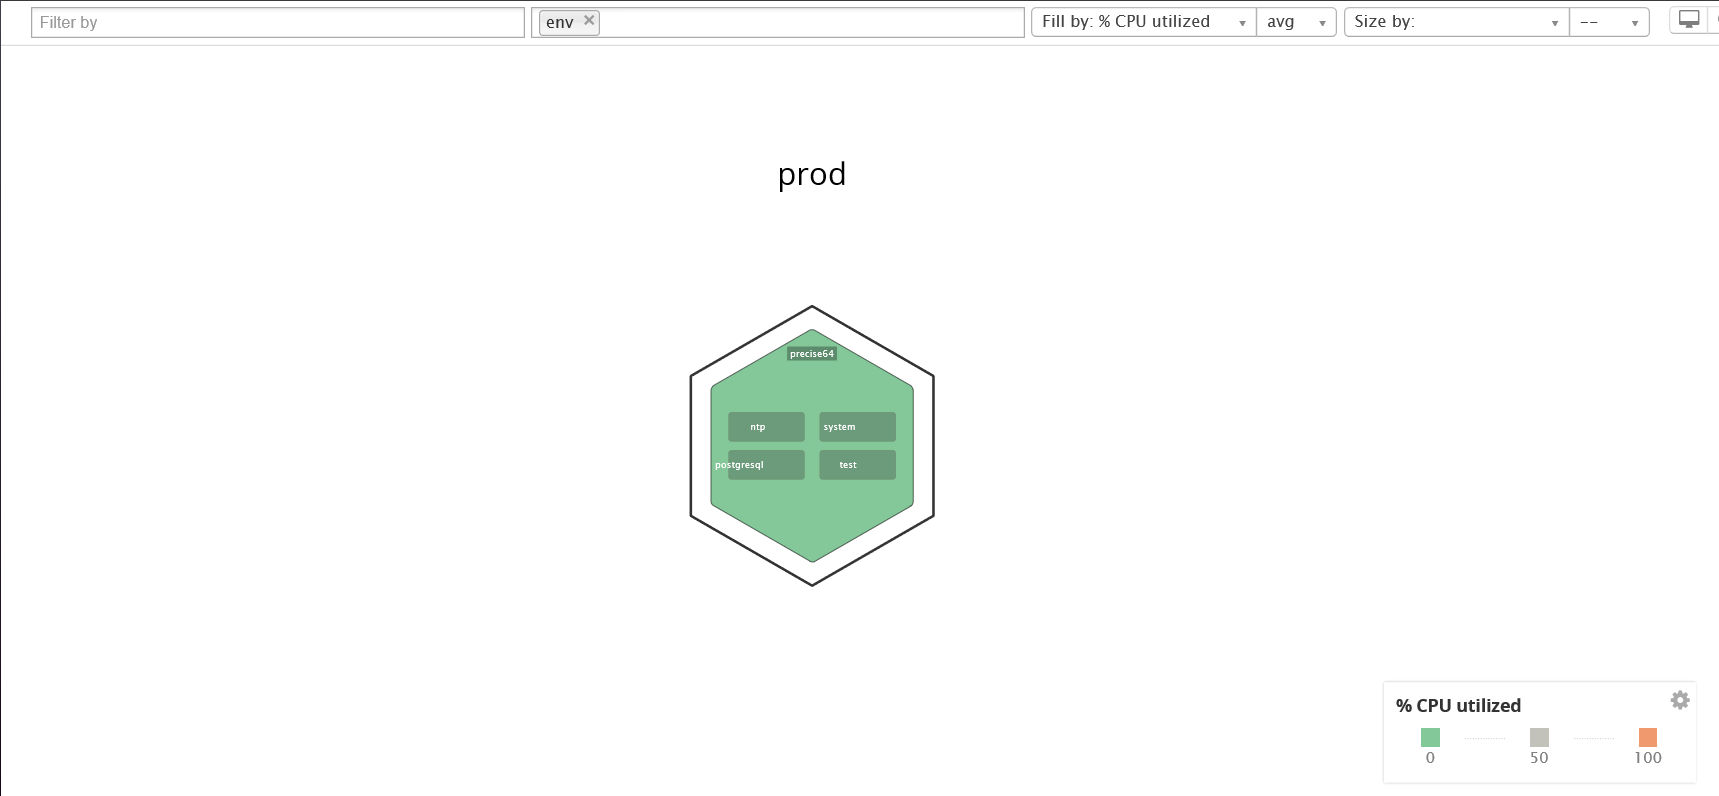 Filter by env Fill by: % CPU utilized avg Size by: --
prod
precise64
ntp system
postgresql test
% CPU utilized
0 50 100